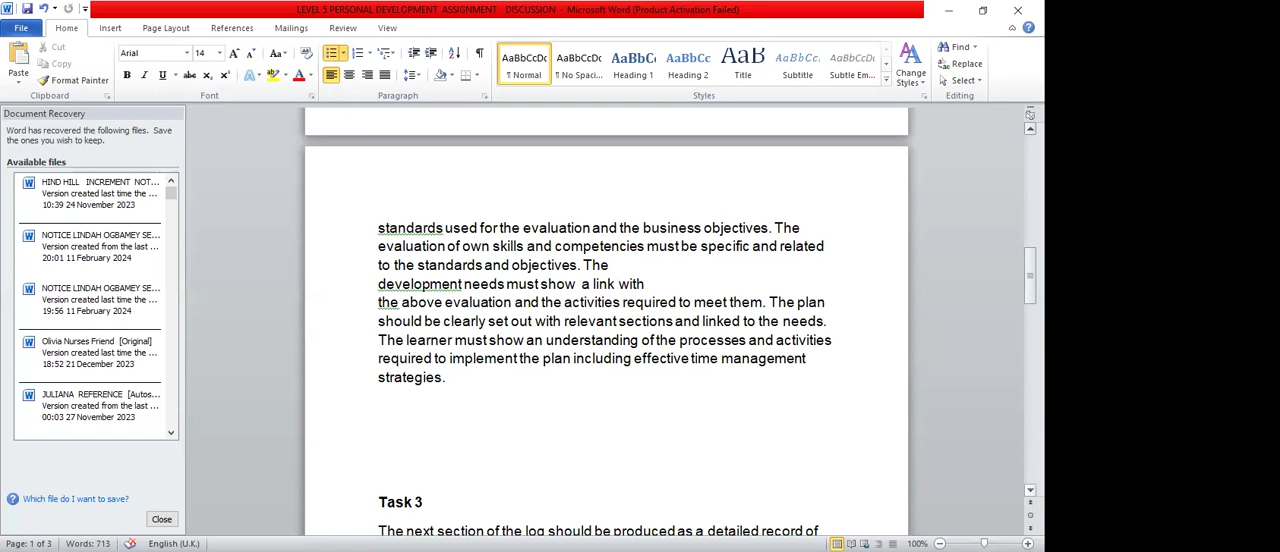 LEVEL 5 PERSONAL DEVELOPMENT ASSIGNMENT DISCUSSION - Microsoft Word (Product Activation Failed)
File Home Insert Page Layout References Mailings Review View
Cut
Copy
Format Painter
Paste
Clipboard
Arial 14
Font
Paragraph
AaBbCcDc AaBbCcDc AaBbCc AaBbCc AaB AaBbCc. AaBbCcDc
¶ Normal ¶ No Spaci... Heading 1 Heading 2 Title Subtitle Subtle Em...
Change Styles
Styles
Find
Replace
Select
Editing
Document Recovery
Word has recovered the following files. Save
the ones you wish to keep.
Available files
HIND HILL INCREMENT NOT...
Version created last time the ...
10:39 24 November 2023
NOTICE LINDAH OGBAMEY SE...
Version created from the last ...
20:01 11 February 2024
NOTICE LINDAH OGBAMEY SE...
Version created last time the ...
19:56 11 February 2024
Olivia Nurses Friend [Original]
Version created last time the ...
18:52 21 December 2023
JULIANA REFERENCE [Autos...
Version created from the last ...
00:03 27 November 2023
Which file do I want to save?
Close
standards used for the evaluation and the business objectives. The
evaluation of own skills and competencies must be specific and related
to the standards and objectives. The
development needs must show a link with
the above evaluation and the activities required to meet them. The plan
should be clearly set out with relevant sections and linked to the needs.
The learner must show an understanding of the processes and activities
required to implement the plan including effective time management
strategies.
Task 3
The next section of the log should be produced as a detailed record of
Page: 1 of 3 Words: 713 English (U.K.) 100%